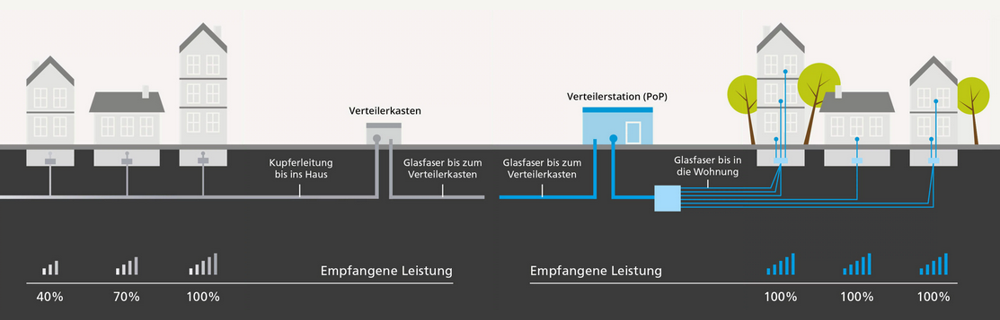 Verteilerkasten
Kupferleitung
bis ins Haus
Glasfaser bis zum
Verteilerkasten
Empfangene Leistung
40%
70%
100%
Verteilerstation (PoP)
Glasfaser bis zum
Verteilerkasten
Glasfaser bis in
die Wohnung
Empfangene Leistung
100%
100%
100%